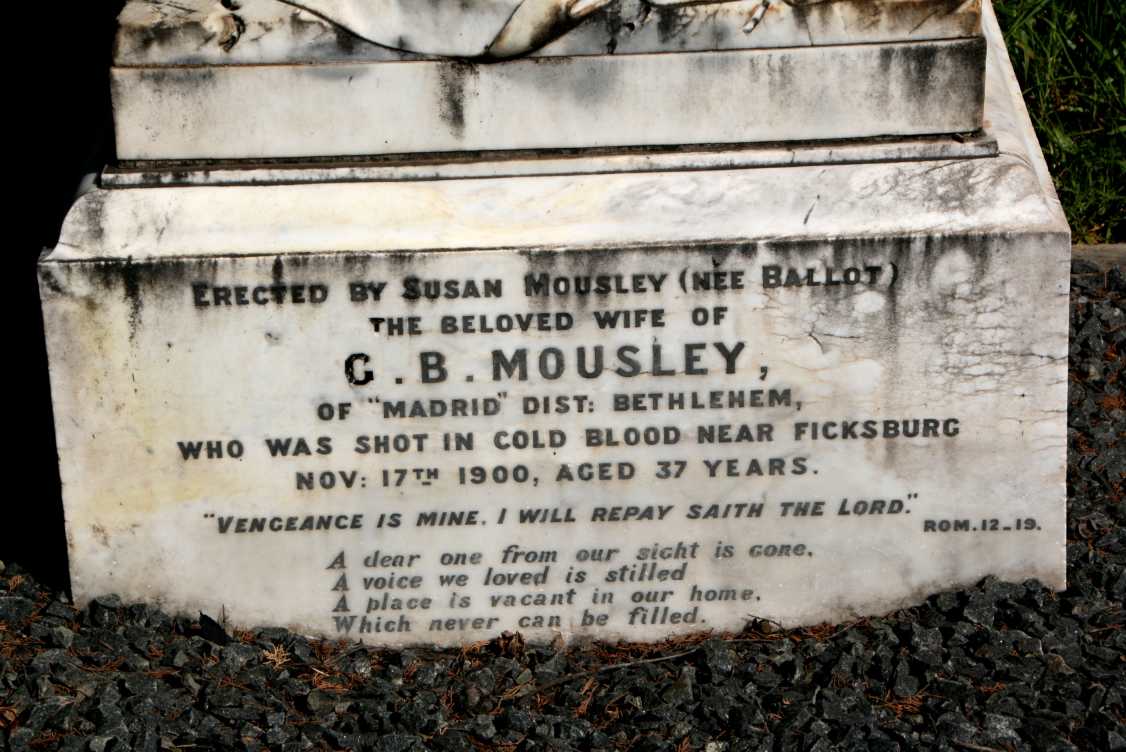 ERECTED BY SUSAN MOUSLEY (NÉE BALLOT)
THE BELOVED WIFE OF
G. B. MOUSLEY,
OF "MADRID" DIST: BETHLEHEM,
WHO WAS SHOT IN COLD BLOOD NEAR FICKSBURG
NOV: 17TH 1900, AGED 37 YEARS.
"VENGEANCE IS MINE. I WILL REPAY SAITH THE LORD."
ROM. 12-19.
A dear one from our sight is gone.
A voice we loved is stilled
A place is vacant in our home.
Which never can be filled.